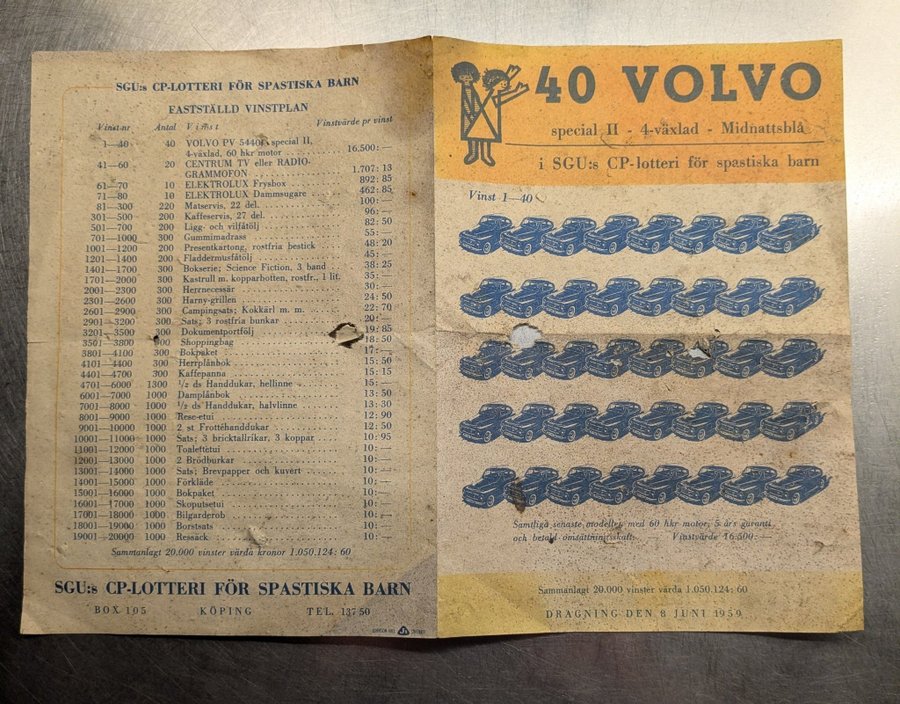 SGU:s CP-LOTTERI FÖR SPASTISKA BARN
FASTSTÄLLD VINSTPLAN
Vinst nr Antal Vinst Vinstvärde pr vinst
1—40 40 VOLVO PV 54401 special II,
4-växlad, 60 hkr motor 16.500:—
41—60 20 CENTRUM TV eller RADIO-
GRAMMOFON 1.707:13
61—70 10 ELEKTROLUX Frysbox 892:85
71—80 10 ELEKTROLUX Dammsugare 462:85
81—300 220 Matservis, 22 del. 100:—
301—500 200 Kaffeservis, 27 del. 96:—
501—700 200 Ligg- och vilfåtölj 82:50
701—1000 300 Gummimadrass 55:—
1001—1200 200 Presentkartong, rostfria bestick 48:20
1201—1400 200 Fladdermusfåtölj 45:—
1401—1700 300 Bokserie; Science Fiction, 3 band 38:25
1701—2000 300 Kastrull m. kopparbotten, rostfr., 1 lit. 35:—
2001—2300 300 Herrnecessär 30:—
2301—2600 300 Harny-grillen 24:50
2601—2900 300 Campingsats; Kokkärl m. m. 22:70
2901—3200 300 Sats; 3 rostfria bunkar 20:—
3201—3500 300 Dokumentportfölj 19:85
3501—3800 300 Shoppingbag 18:50
3801—4100 300 Bokpaket 17:—
4101—4400 300 Herrplånbok 15:50
4401—4700 300 Kaffepanna 15:15
4701—6000 1300 ½ ds Handdukar, hellinne 15:—
6001—7000 1000 Damplånbok 13:50
7001—8000 1000 ½ ds Handdukar, halvlinne 13:30
8001—9000 1000 Rese-etui 12:90
9001—10000 1000 2 st Frottéhanddukar 12:50
10001—11000 1000 Sats; 3 bricktallrikar, 3 koppar 10:95
11001—12000 1000 Toalettetui 10:—
12001—13000 1000 2 Brödburkar 10:—
13001—14000 1000 Sats; Brevpapper och kuvert 10:—
14001—15000 1000 Förkläde 10:—
15001—16000 1000 Bokpaket 10:—
16001—17000 1000 Skoputsetui 10:—
17001—18000 1000 Bilgarderob 10:—
18001—19000 1000 Borstsats 10:—
19001—20000 1000 Ressäck 10:—
Sammanlagt 20.000 vinster värda kronor 1.050.124:60
SGU:s CP-LOTTERI FÖR SPASTISKA BARN
BOX 105 KÖPING TEL. 137 50
40 VOLVO
special II - 4-växlad - Midnattsblå
i SGU:s CP-lotteri för spastiska barn
Vinst 1—40
Samtliga senaste modellen med 60 hkr motor, 5 års garanti
och betald omsättningsskatt. Vinstvärde 16.500:—
Sammanlagt 20.000 vinster värda 1.050.124:60
DRAGNING DEN 8 JUNI 1959